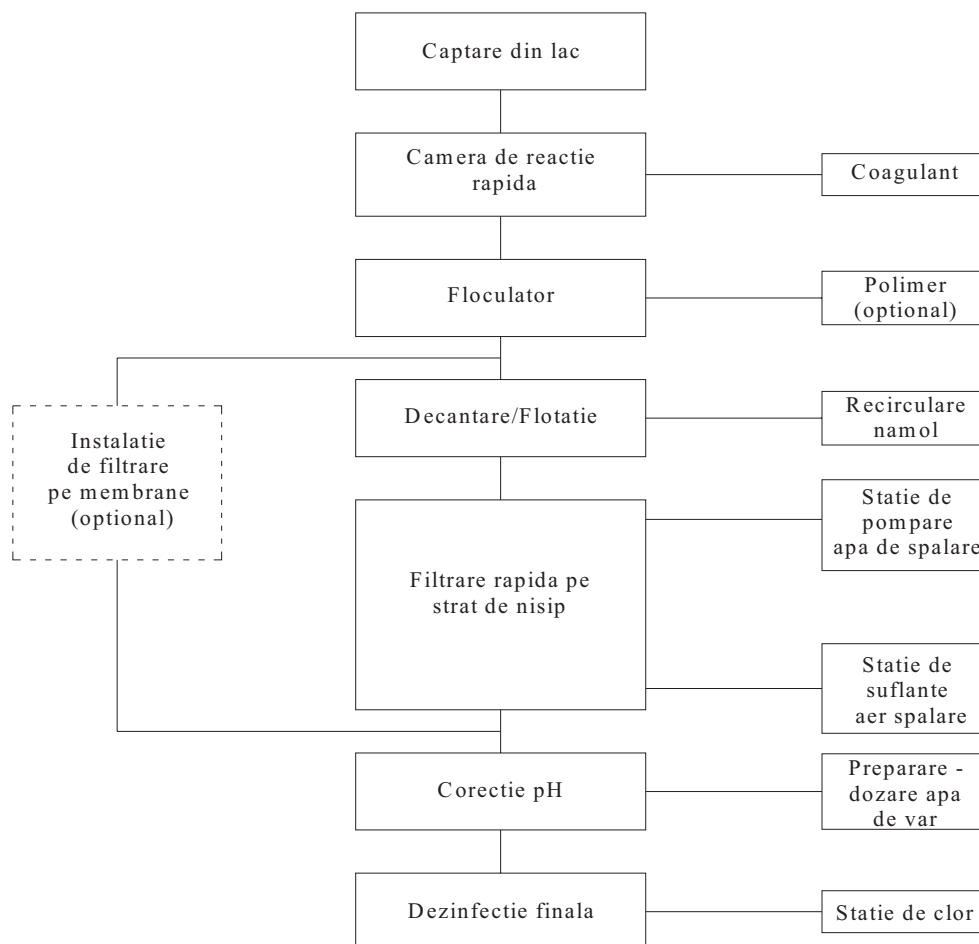 Captare din lac
Camera de reactie
rapida
Coagulant
Floculator
Polimer
(optional)
Decantare/Flotatie
Recirculare
namol
Instalatie
de filtrare
pe membrane
(optional)
Statie de
pompare
apa de spalare
Filtrare rapida pe
strat de nisip
Statie de
suflante
aer spalare
Corectie pH
Preparare -
dozare apa
de var
Dezinfectie finala
Statie de clor